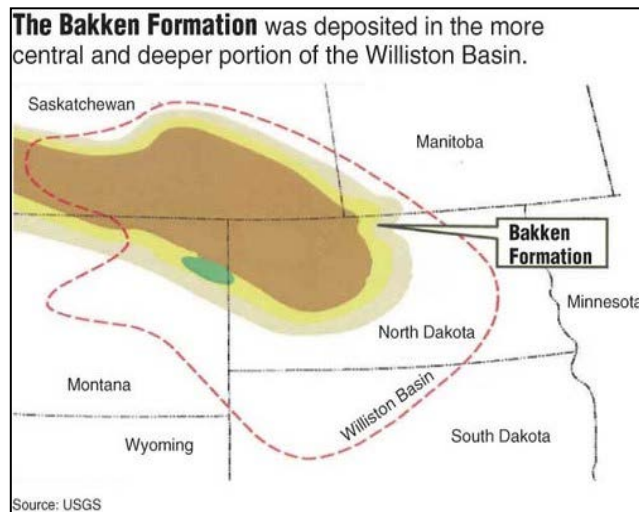 The Bakken Formation was deposited in the more
central and deeper portion of the Williston Basin.
Saskatchewan
Manitoba
Bakken
Formation
Minnesota
North Dakota
Montana
Williston Basin
South Dakota
Wyoming
Source: USGS